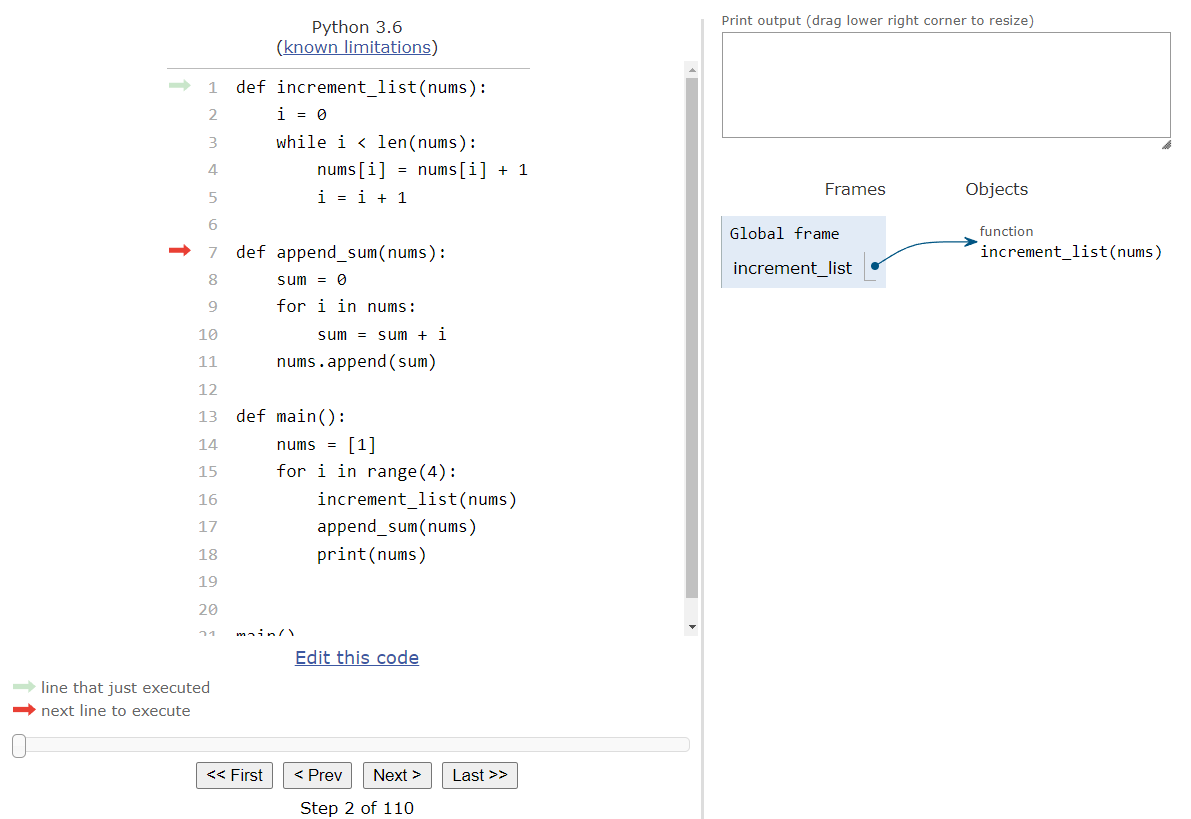 Python 3.6
(known limitations)
1 def increment_list(nums):
2 i = 0
3 while i < len(nums):
4 nums[i] = nums[i] + 1
5 i = i + 1
6
7 def append_sum(nums):
8 sum = 0
9 for i in nums:
10 sum = sum + i
11 nums.append(sum)
12
13 def main():
14 nums = [1]
15 for i in range(4):
16 increment_list(nums)
17 append_sum(nums)
18 print(nums)
19
20
21 main()
Edit this code
line that just executed
next line to execute
<< First < Prev Next > Last >>
Step 2 of 110
Print output (drag lower right corner to resize)
Frames Objects
Global frame
increment_list
function
increment_list(nums)